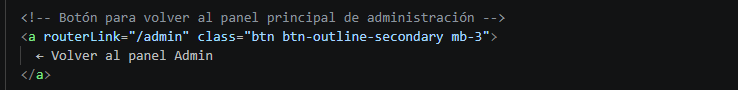 <!-- Botón para volver al panel principal de administración -->
<a routerLink="/admin" class="btn btn-outline-secondary mb-3">
← Volver al panel Admin
</a>